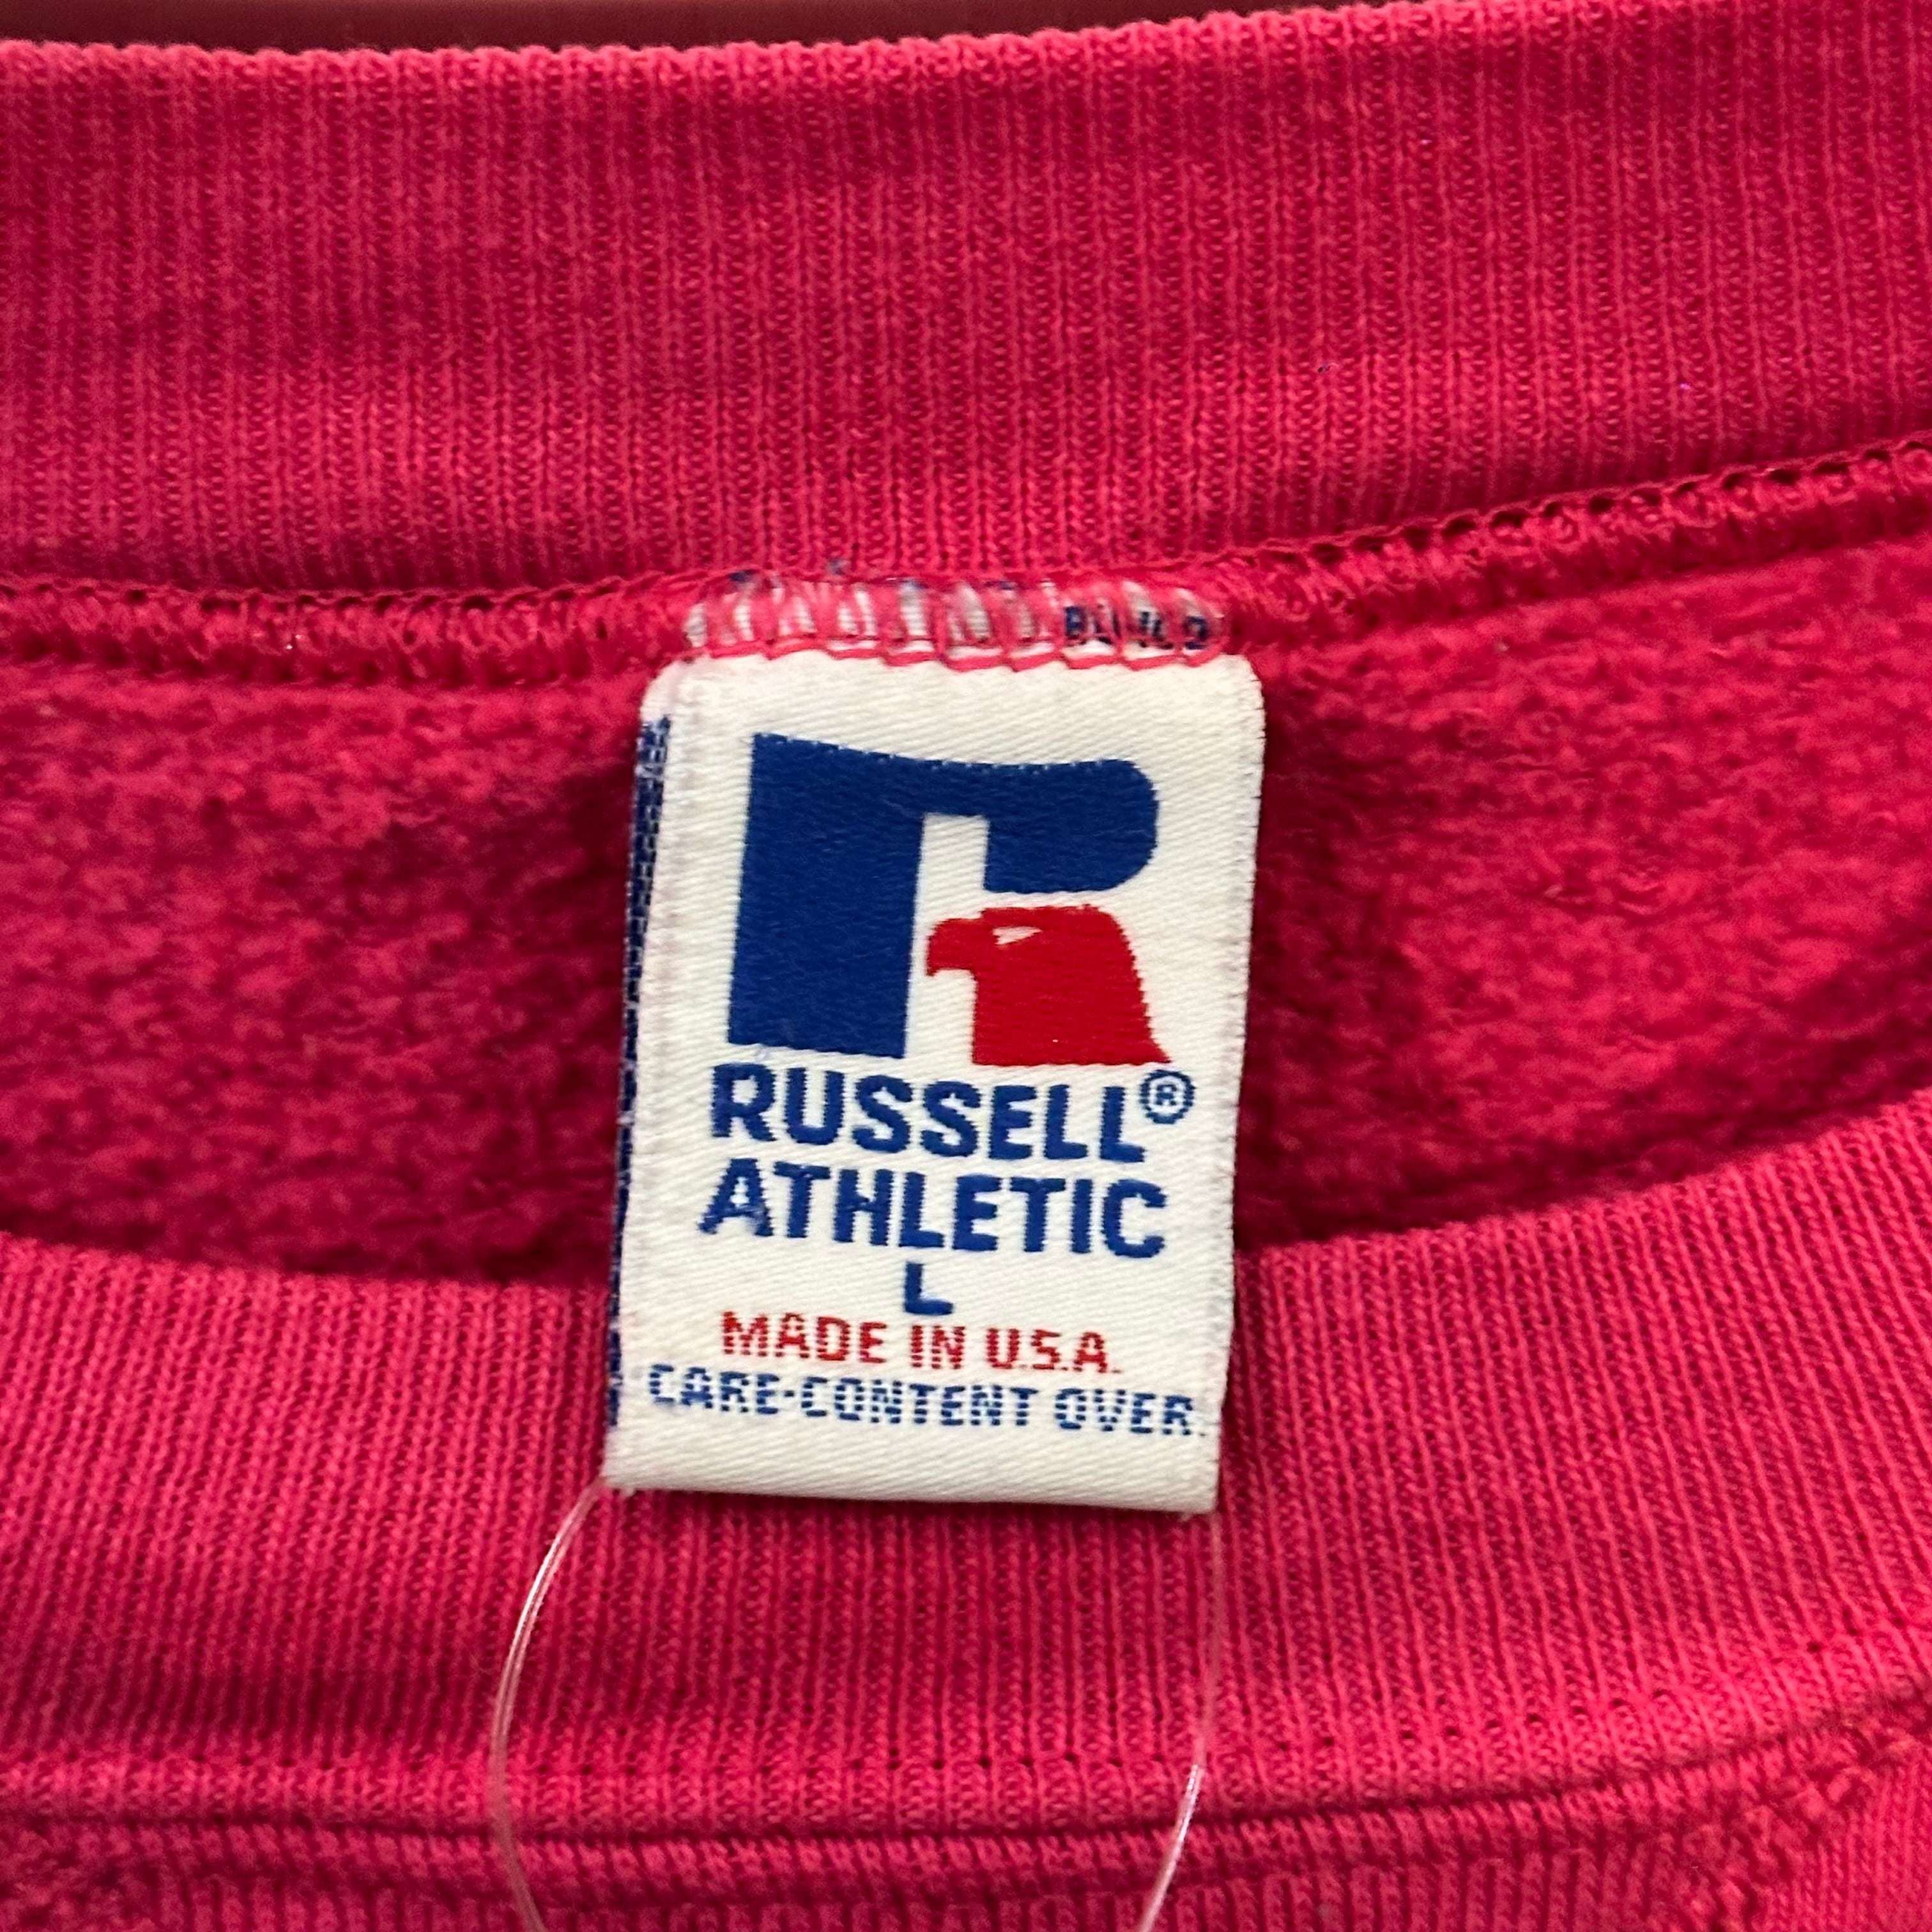 RUSSELL®
ATHLETIC
L
MADE IN U.S.A.
CARE-CONTENT OVER.